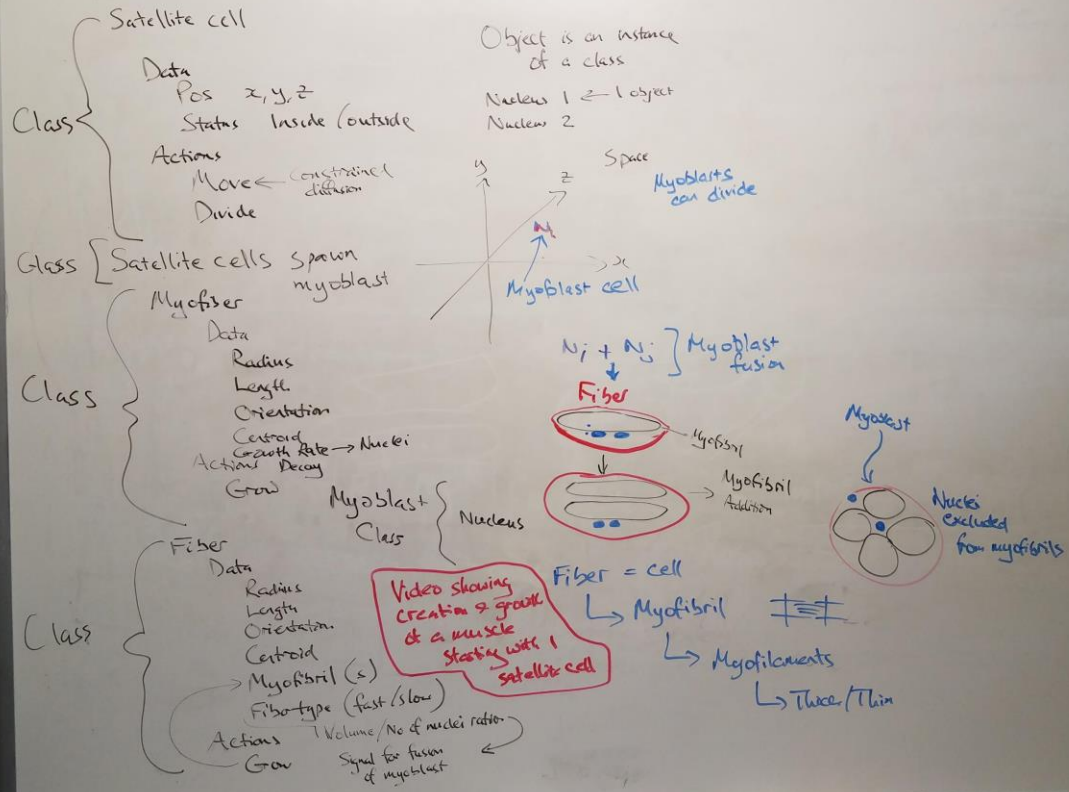 Satellite cell
Data
Pos x, y, z
Status Inside/outside
Actions
Move ← constrained
diffusion
Divide
Class
Object is an instance
of a class
Nucleus 1 ← 1 object
Nucleus 2
Space
y
z
x
Myoblasts
can divide
N
Myoblast cell
Class
Satellite cells spawn
myoblast
Myofiber
Data
Radius
Length
Orientation
Centroid
Growth Rate → Nuclei
Actions Decay
Grow
Class
Ni + Nj
Myoblast
fusion
Fiber
Myofibril
Myofibril
Addition
Myoblast
Nuclei
excluded
from myofibrils
Myoblast
Class
Nucleus
Fiber
Data
Radius
Length
Orientation
Centroid
Myofibril(s)
Fibertype (fast/slow)
Volume/No of nuclei ration
Actions
Grow
Signal for fusion
of myoblast
Class
Video showing
creation & growth
of a muscle
starting with 1
satellite cell
Fiber = cell
Myofibril
Myofilaments
/Thin